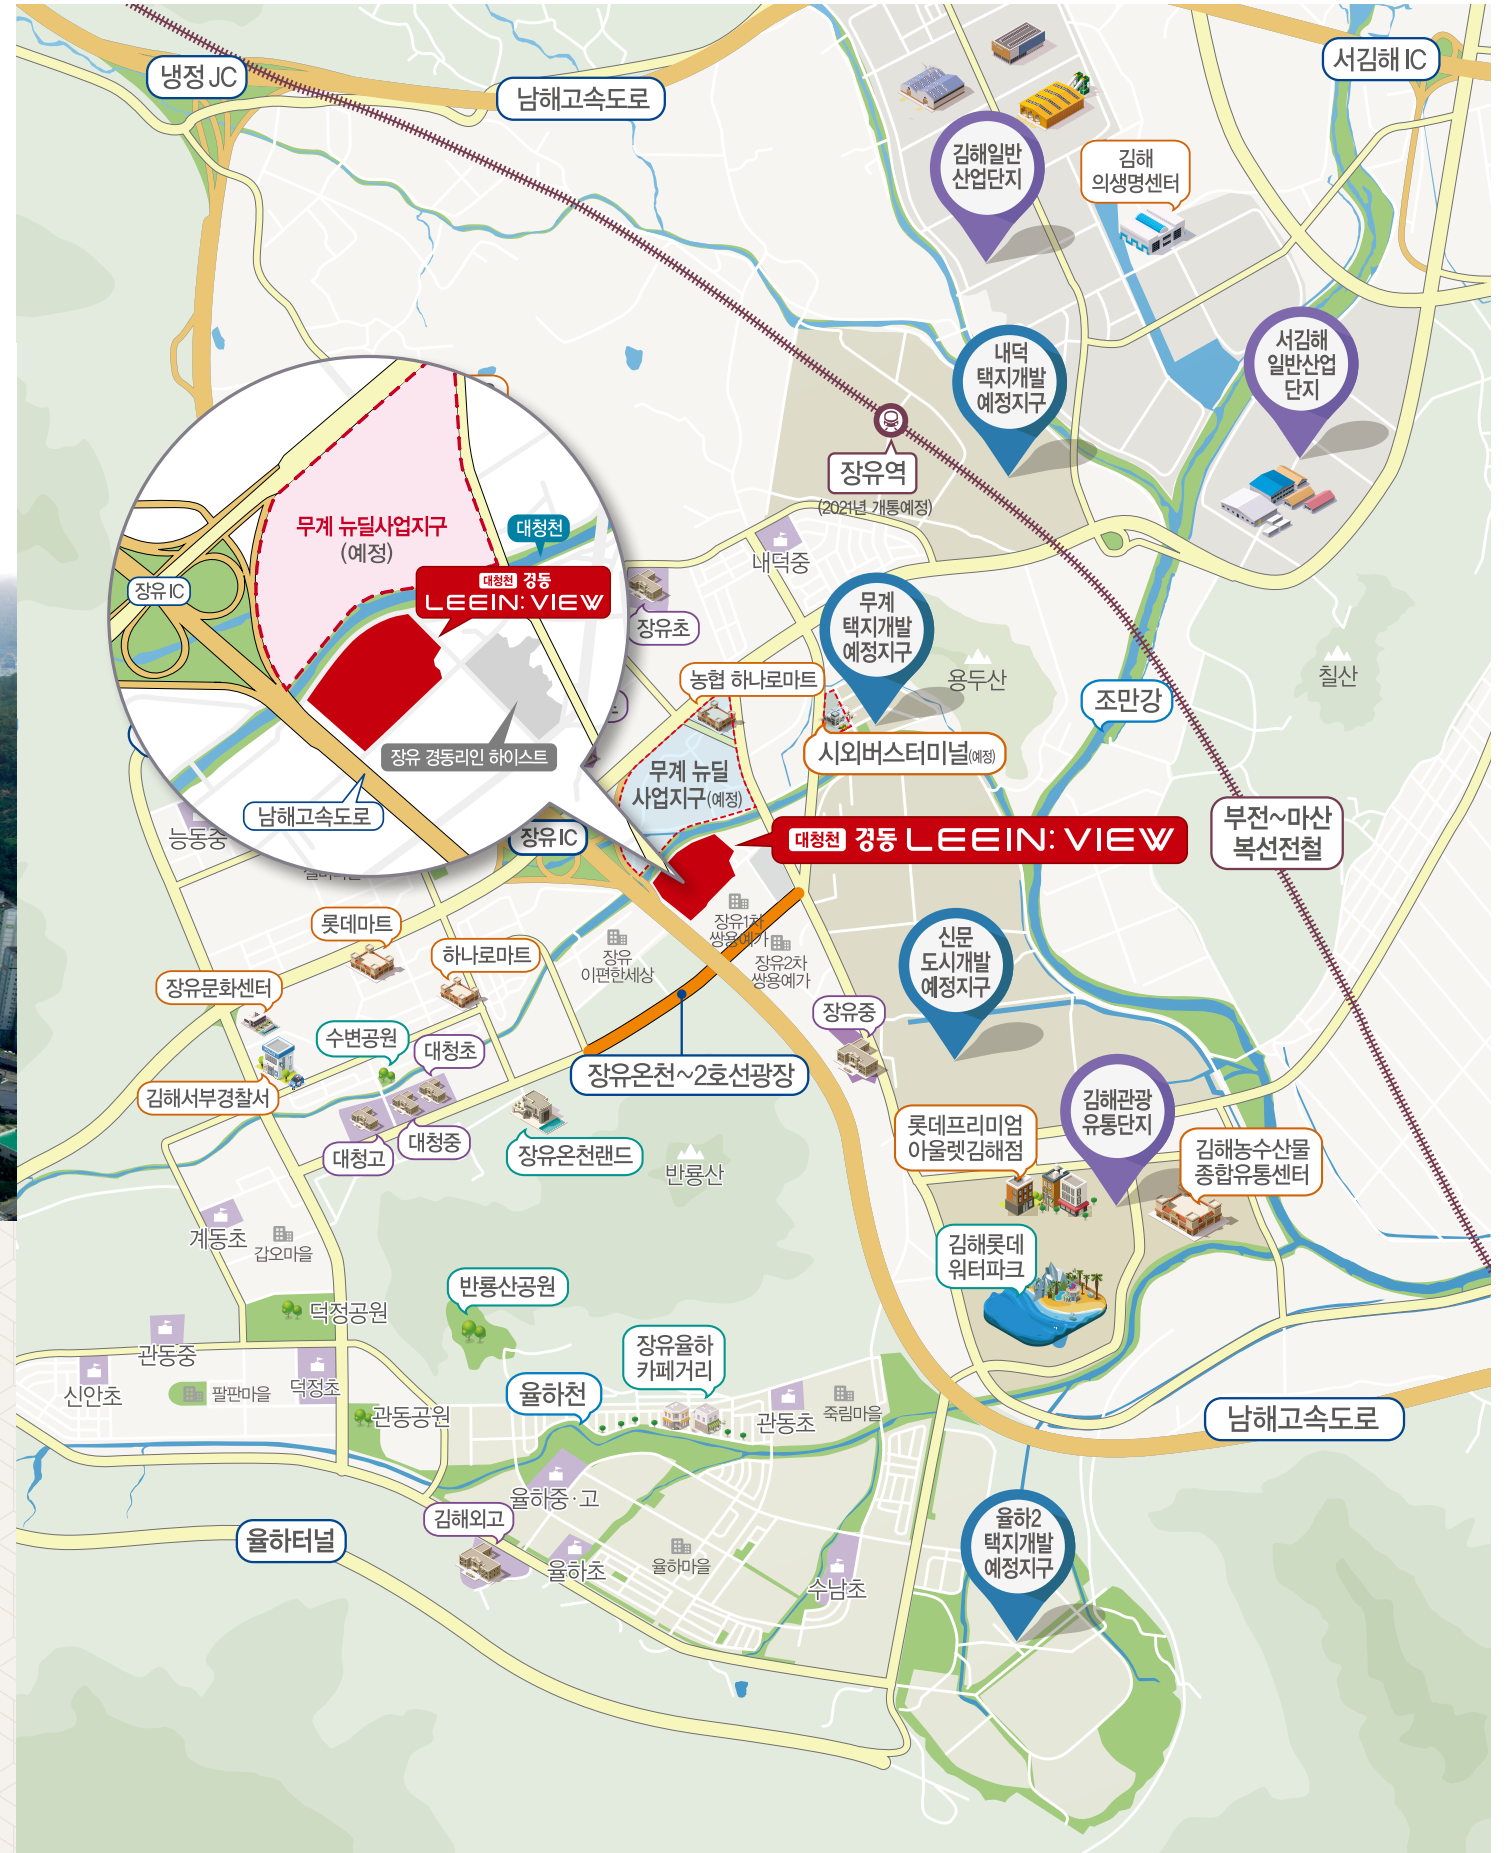 냉정 JC
남해고속도로
서김해 IC
김해일반
산업단지
김해
의생명센터
내덕
택지개발
예정지구
서김해
일반산업
단지
장유역
(2021년 개통예정)
무계 뉴딜사업지구
(예정)
대청천
장유 IC
대청천 경동
LEEIN: VIEW
장유 경동리인 하이스트
남해고속도로
내덕중
장유초
무계
택지개발
예정지구
농협 하나로마트
용두산
칠산
조만강
시외버스터미널(예정)
무계 뉴딜
사업지구(예정)
부전~마산
복선전철
능동중
장유 IC
대청천 경동 LEEIN: VIEW
롯데마트
하나로마트
장유
이편한세상
장유1차
쌍용예가
장유2차
쌍용예가
신문
도시개발
예정지구
장유문화센터
수변공원
대청초
장유중
김해서부경찰서
장유온천~2호선광장
대청고
대청중
장유온천랜드
반룡산
롯데프리미엄
아울렛김해점
김해관광
유통단지
김해농수산물
종합유통센터
계동초
갑오마을
김해롯데
워터파크
반룡산공원
덕정공원
관동중
장유율하
카페거리
신안초
팔판마을
덕정초
율하천
관동공원
관동초
죽림마을
남해고속도로
율하중·고
김해외고
율하터널
율하초
율하마을
수남초
율하2
택지개발
예정지구